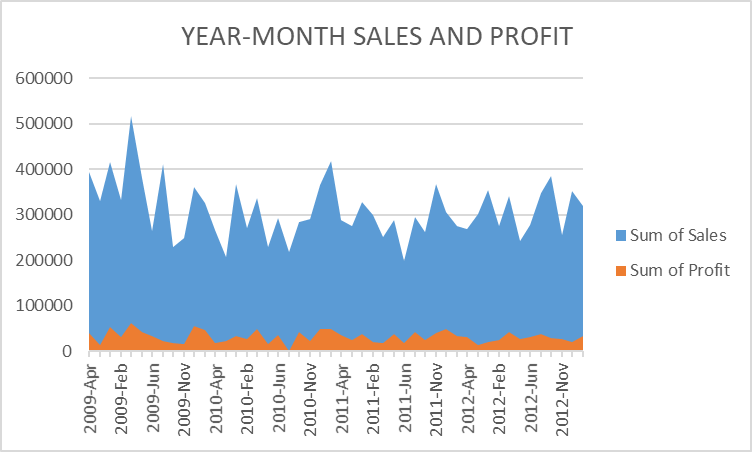 YEAR-MONTH SALES AND PROFIT
600000
500000
400000
300000
200000
100000
0
2009-Apr
2009-Feb
2009-Jun
2009-Nov
2010-Apr
2010-Feb
2010-Jun
2010-Nov
2011-Apr
2011-Feb
2011-Jun
2011-Nov
2012-Apr
2012-Feb
2012-Jun
2012-Nov
Sum of Sales
Sum of Profit